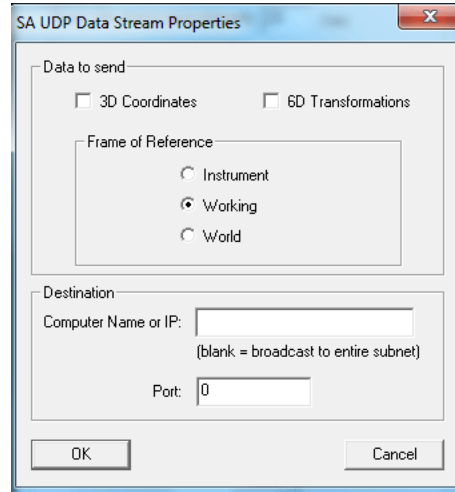 SA UDP Data Stream Properties
Data to send
3D Coordinates 6D Transformations
Frame of Reference
Instrument
Working
World
Destination
Computer Name or IP:
(blank = broadcast to entire subnet)
Port: 0
OK Cancel